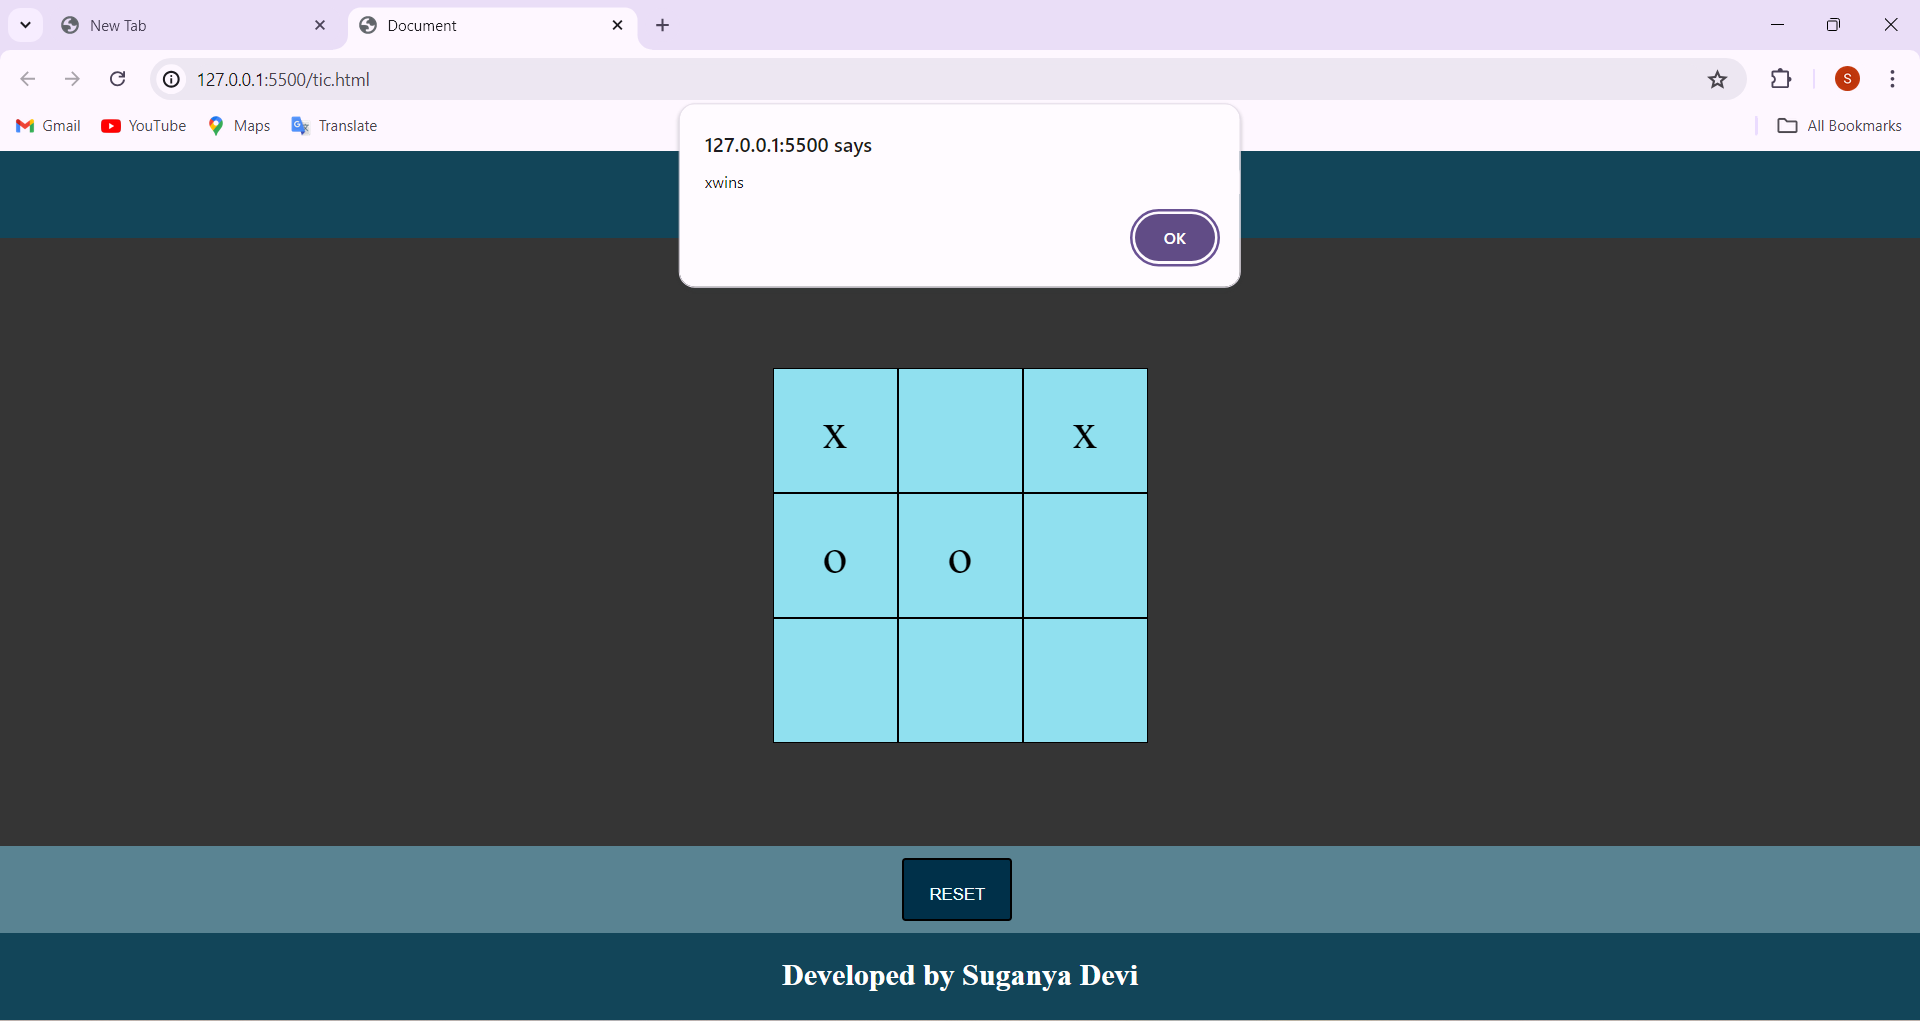 New Tab
Document
127.0.0.1:5500/tic.html
S
Gmail
YouTube
Maps
Translate
All Bookmarks
127.0.0.1:5500 says
xwins
OK
x x
o o
RESET
Developed by Suganya Devi